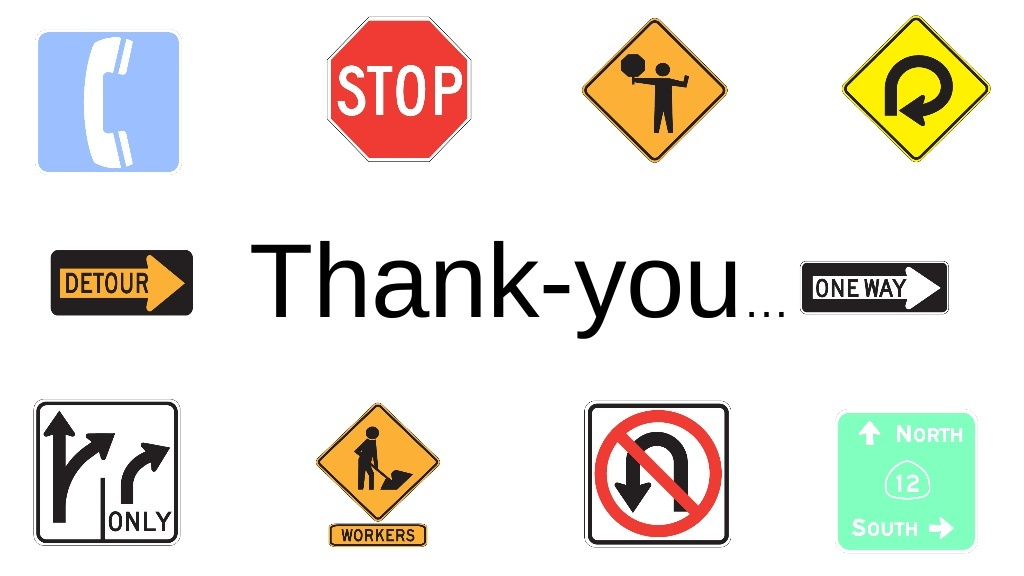 STOP
DETOUR
Thank-you...
ONE WAY
ONLY
WORKERS
NORTH
12
SOUTH